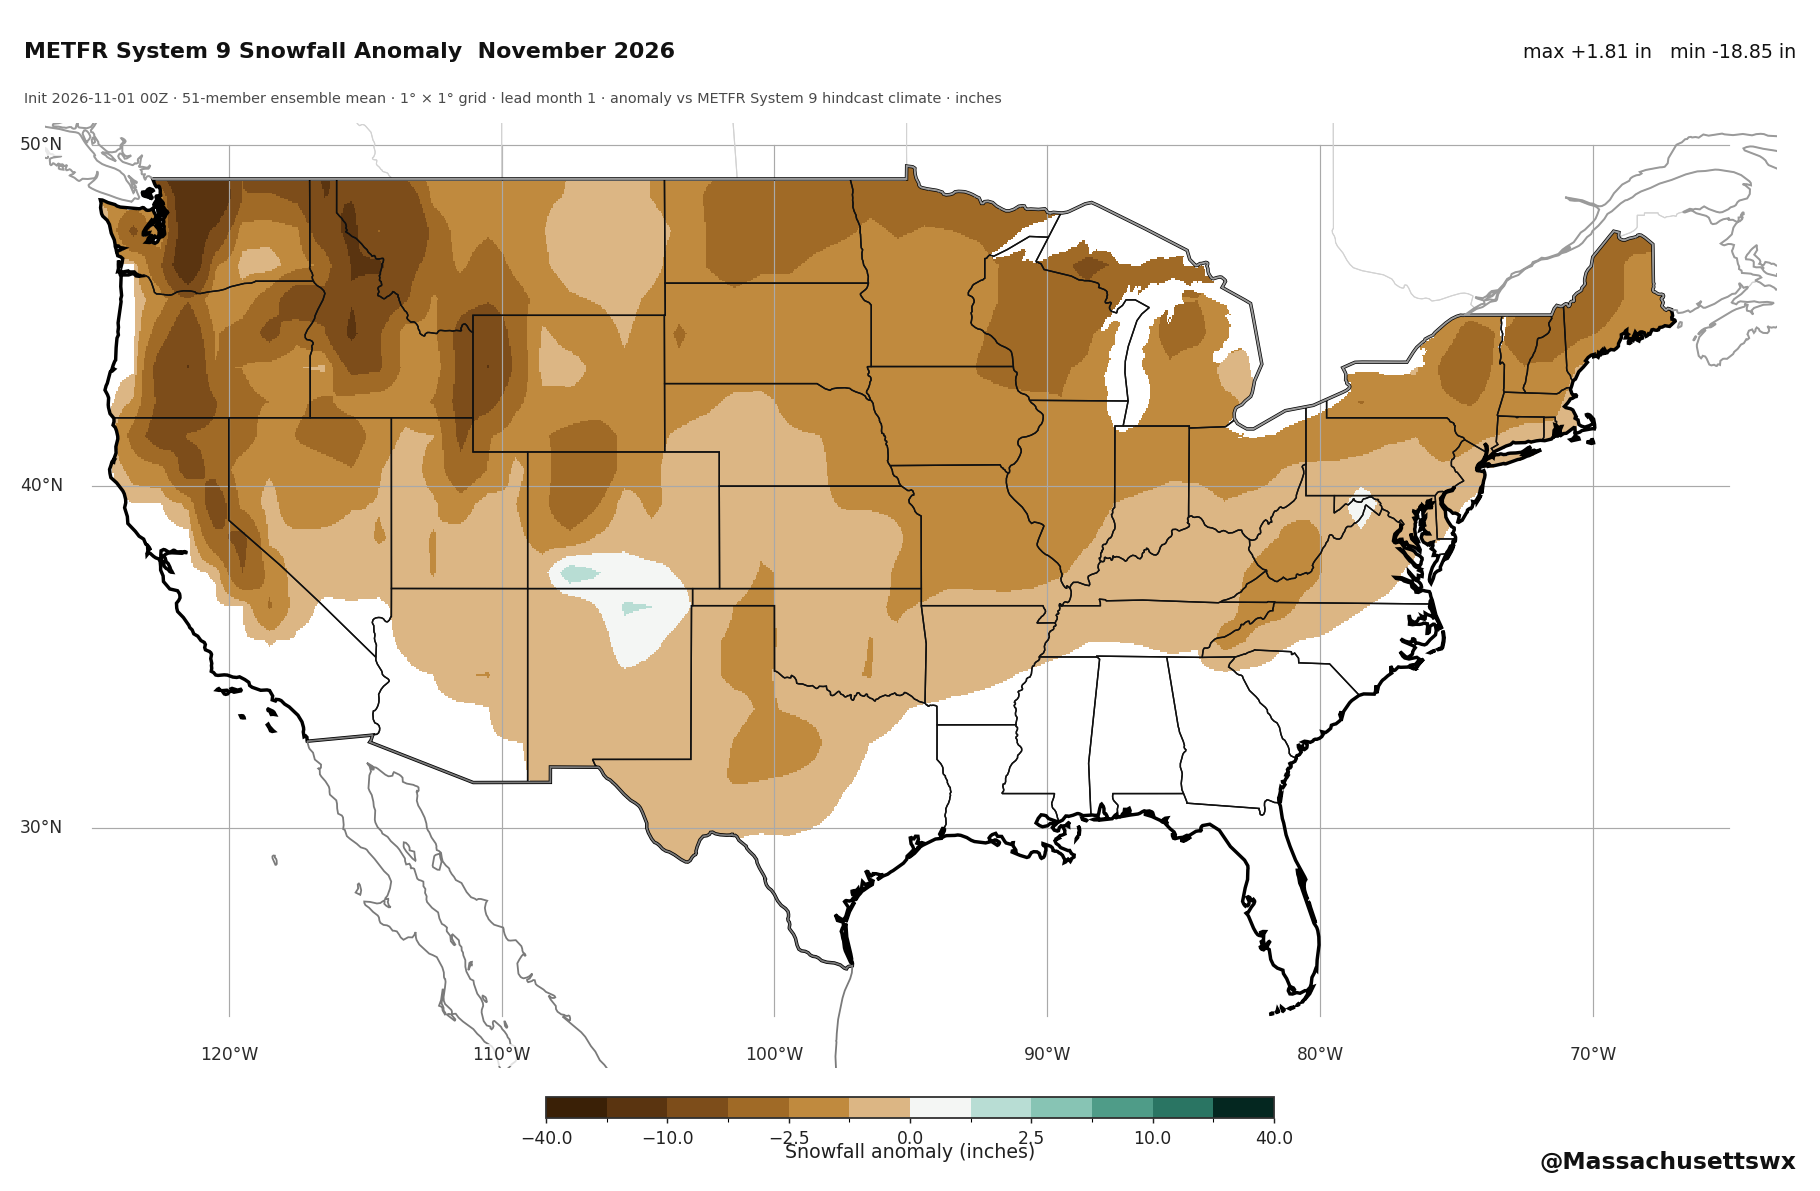 METFR System 9 Snowfall Anomaly  November 2026
max +1.81 in   min -18.85 in
Init 2026-11-01 00Z · 51-member ensemble mean · 1° × 1° grid · lead month 1 · anomaly vs METFR System 9 hindcast climate · inches
50°N
40°N
30°N
120°W 110°W 100°W 90°W 80°W 70°W
−40.0 −10.0 −2.5 0.0 2.5 10.0 40.0
Snowfall anomaly (inches)
@Massachusettswx